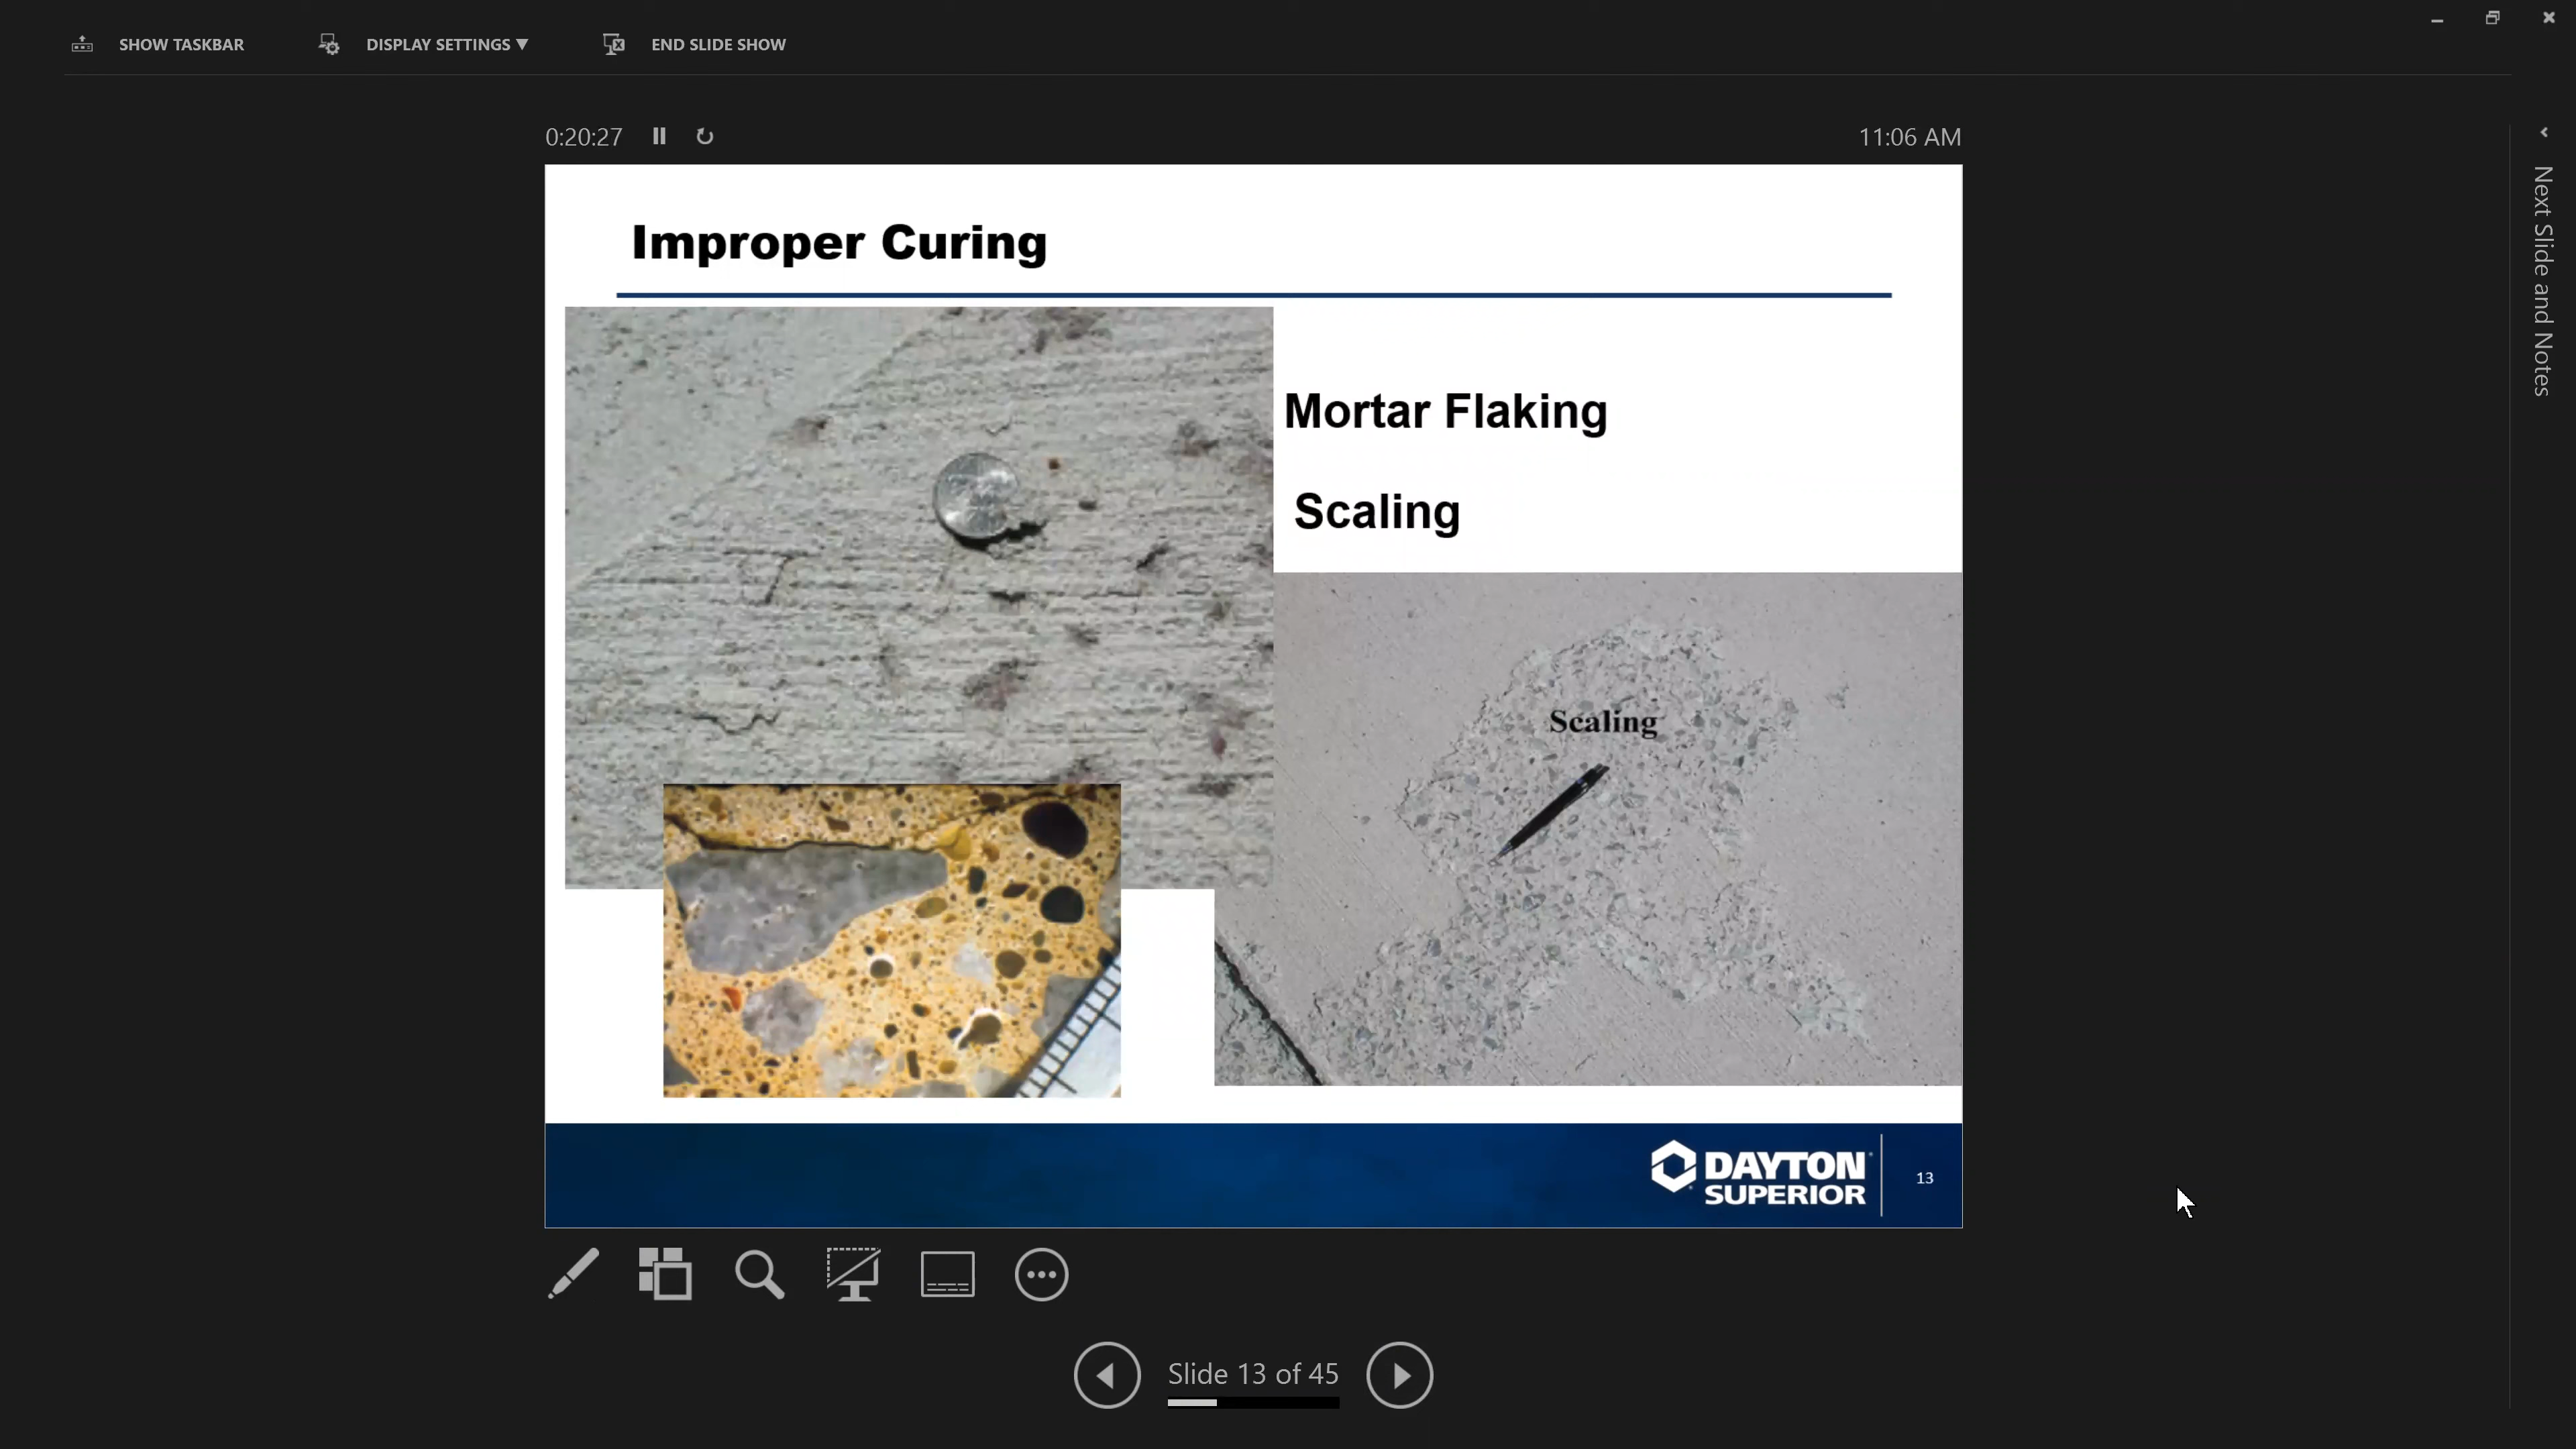 SHOW TASKBAR
DISPLAY SETTINGS ▼
END SLIDE SHOW
0:20:27
11:06 AM
Next Slide and Notes
Improper Curing
Mortar Flaking
Scaling
Scaling
DAYTON
SUPERIOR
13
Slide 13 of 45